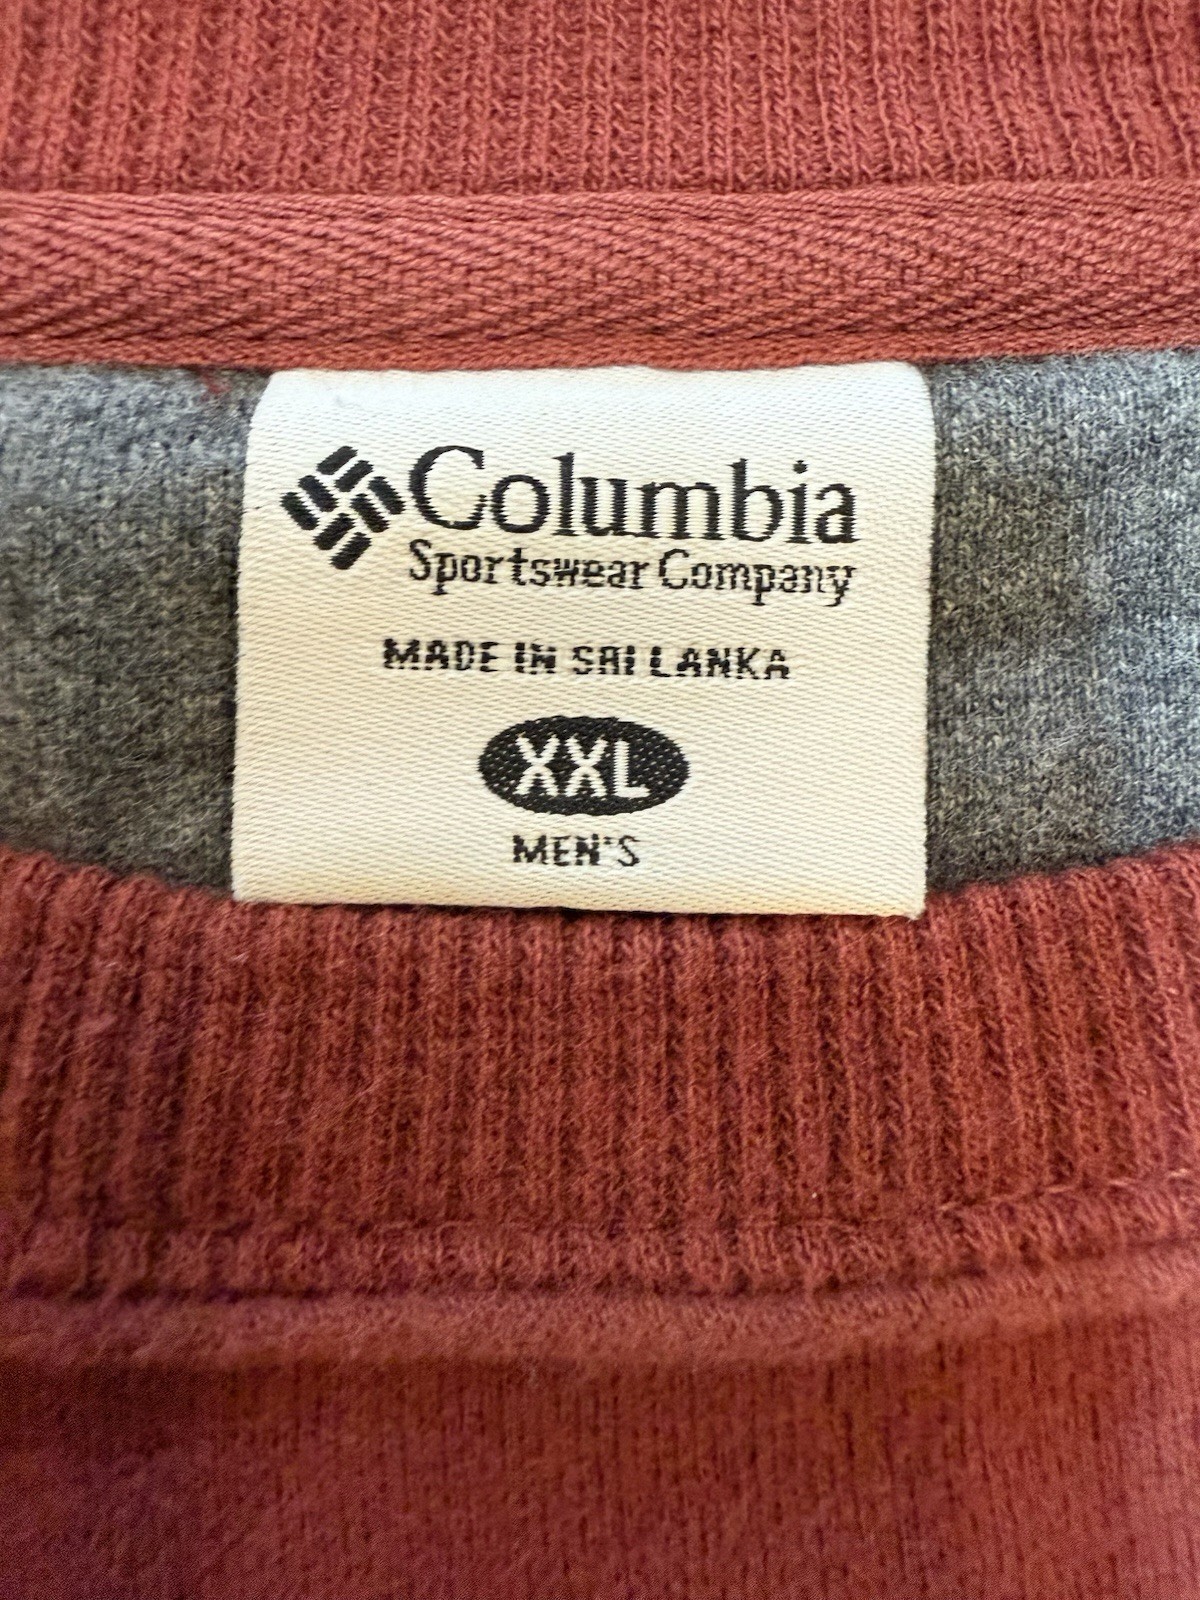 Columbia
Sportswear Company
MADE IN SRI LANKA
XXL
MEN'S